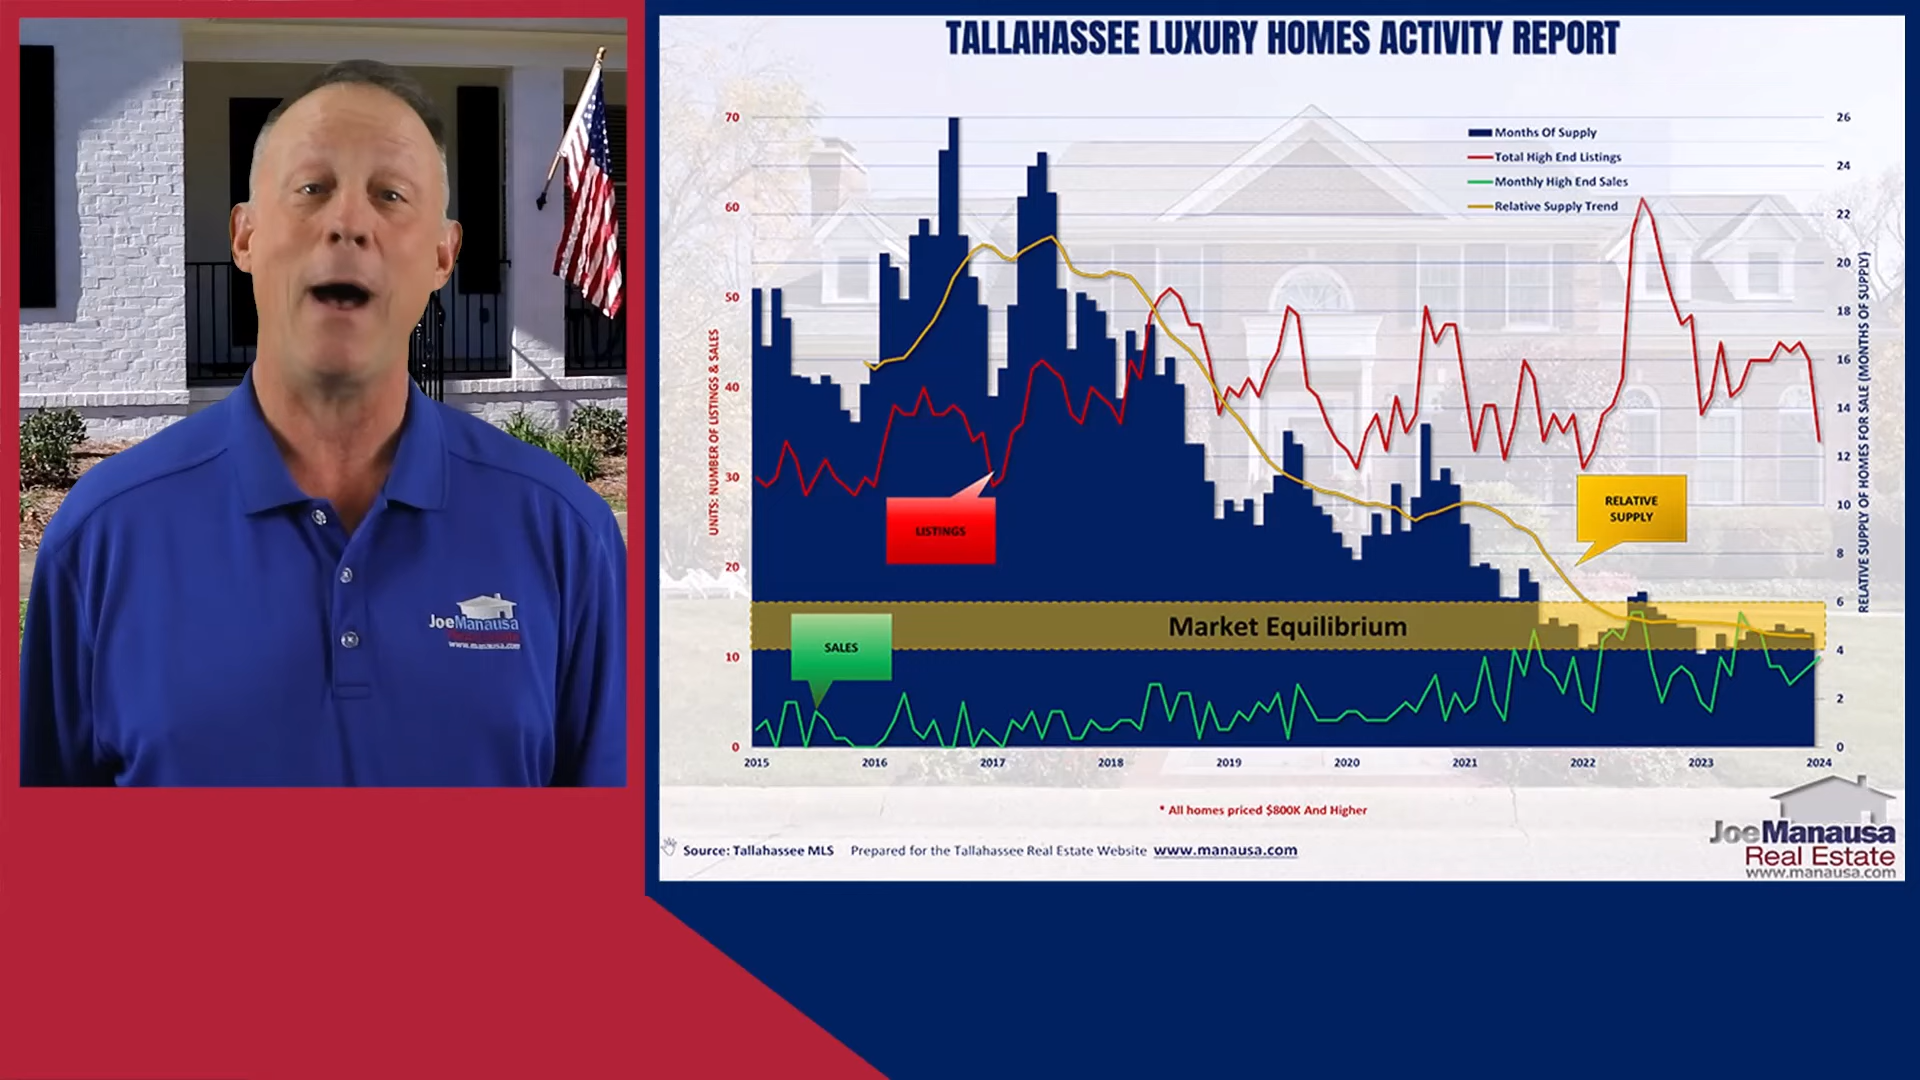 TALLAHASSEE LUXURY HOMES ACTIVITY REPORT
70
60
50
40
30
20
10
0
UNITS: NUMBER OF LISTINGS & SALES
Months Of Supply
Total High End Listings
Monthly High End Sales
Relative Supply Trend
26
24
22
20
18
16
14
12
10
8
6
4
2
0
RELATIVE SUPPLY OF HOMES FOR SALE (MONTHS OF SUPPLY)
LISTINGS
RELATIVE
SUPPLY
Market Equilibrium
SALES
2015 2016 2017 2018 2019 2020 2021 2022 2023 2024
* All homes priced $800K And Higher
Source: Tallahassee MLS Prepared for the Tallahassee Real Estate Website www.manausa.com
JoeManausa
Real Estate
www.manausa.com
JoeManausa
Real Estate
www.manausa.com